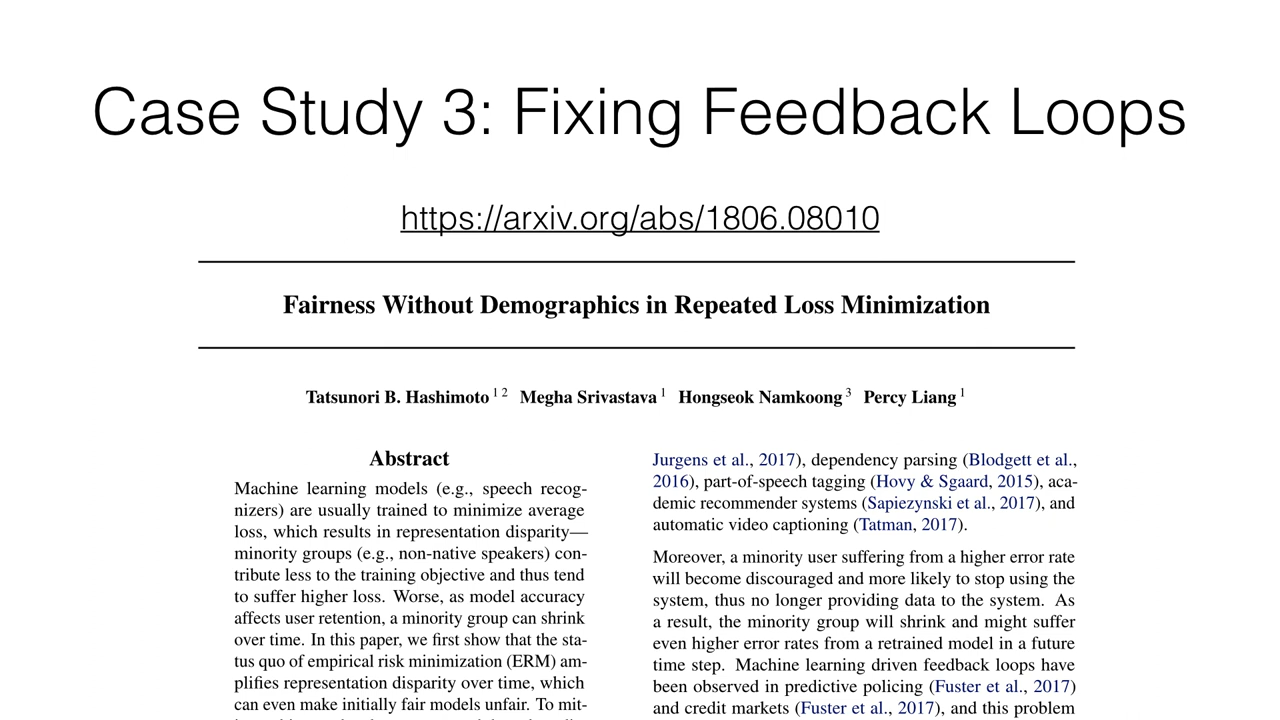 Case Study 3: Fixing Feedback Loops
https://arxiv.org/abs/1806.08010
Fairness Without Demographics in Repeated Loss Minimization
Tatsunori B. Hashimoto 1 2 Megha Srivastava 1 Hongseok Namkoong 3 Percy Liang 1
Abstract
Machine learning models (e.g., speech recog-
nizers) are usually trained to minimize average
loss, which results in representation disparity—
minority groups (e.g., non-native speakers) con-
tribute less to the training objective and thus tend
to suffer higher loss. Worse, as model accuracy
affects user retention, a minority group can shrink
over time. In this paper, we first show that the sta-
tus quo of empirical risk minimization (ERM) am-
plifies representation disparity over time, which
can even make initially fair models unfair. To mit-
Jurgens et al., 2017), dependency parsing (Blodgett et al.,
2016), part-of-speech tagging (Hovy & Sgaard, 2015), aca-
demic recommender systems (Sapiezynski et al., 2017), and
automatic video captioning (Tatman, 2017).
Moreover, a minority user suffering from a higher error rate
will become discouraged and more likely to stop using the
system, thus no longer providing data to the system. As
a result, the minority group will shrink and might suffer
even higher error rates from a retrained model in a future
time step. Machine learning driven feedback loops have
been observed in predictive policing (Fuster et al., 2017)
and credit markets (Fuster et al., 2017), and this problem